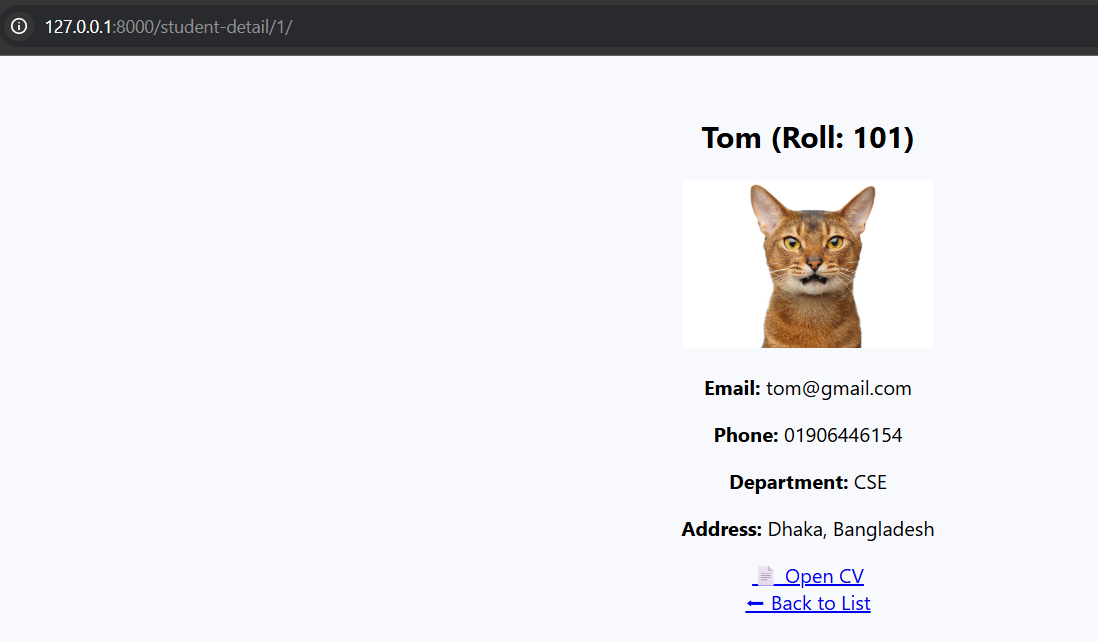 127.0.0.1:8000/student-detail/1/
Tom (Roll: 101)
Email: tom@gmail.com
Phone: 01906446154
Department: CSE
Address: Dhaka, Bangladesh
📄 Open CV
⬅ Back to List